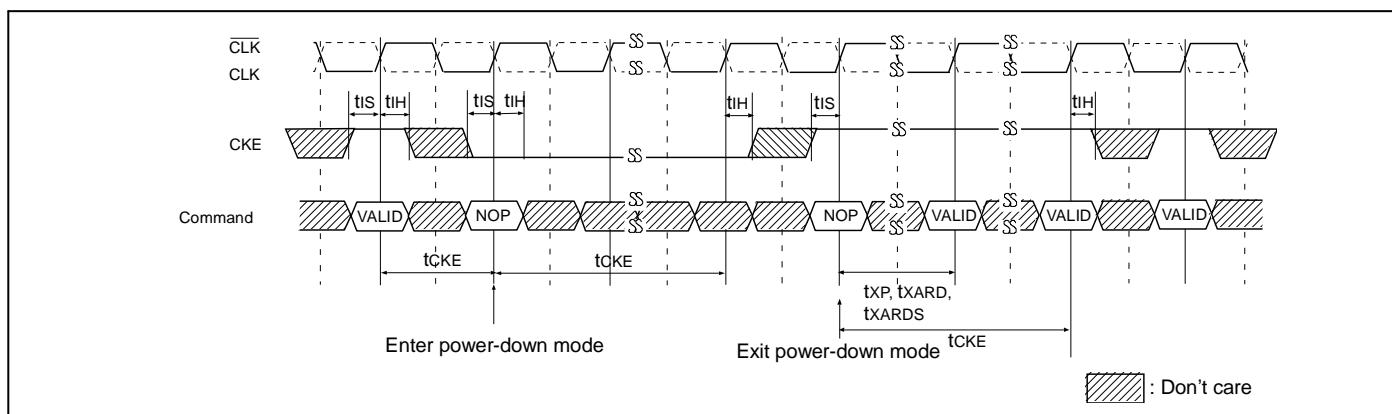 CLK
CLK
tIS tIH tIS tIH tIH tIS tIH
CKE
Command VALID NOP NOP VALID VALID VALID
tCKE tCKE
tXP, tXARD,
tXARDS
tCKE
Enter power-down mode Exit power-down mode
: Don't care